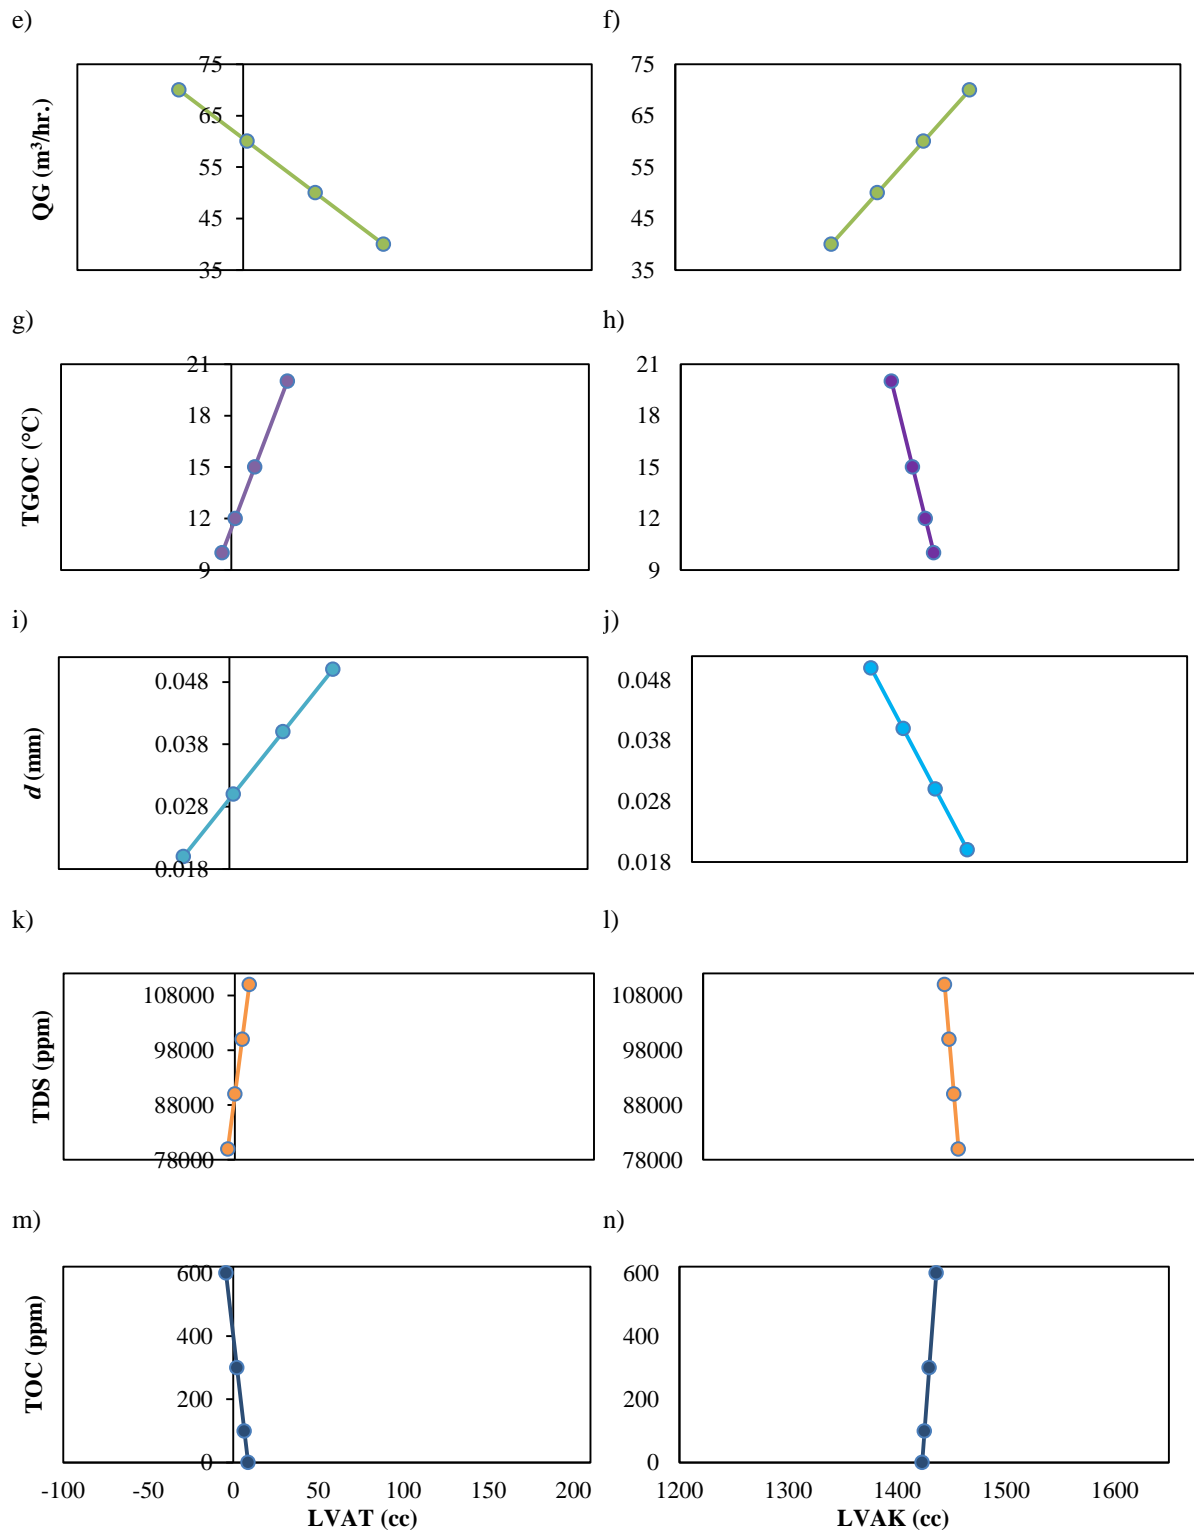 e)
f)
QG (m³/hr.)
75
65
55
45
35
75
65
55
45
35
g)
h)
TGOC (°C)
21
18
15
12
9
21
18
15
12
9
i)
j)
d (mm)
0.048
0.038
0.028
0.018
0.048
0.038
0.028
0.018
k)
l)
TDS (ppm)
108000
98000
88000
78000
108000
98000
88000
78000
m)
n)
TOC (ppm)
600
400
200
0
600
400
200
0
-100 -50 0 50 100 150 200
LVAT (cc)
1200 1300 1400 1500 1600
LVAK (cc)